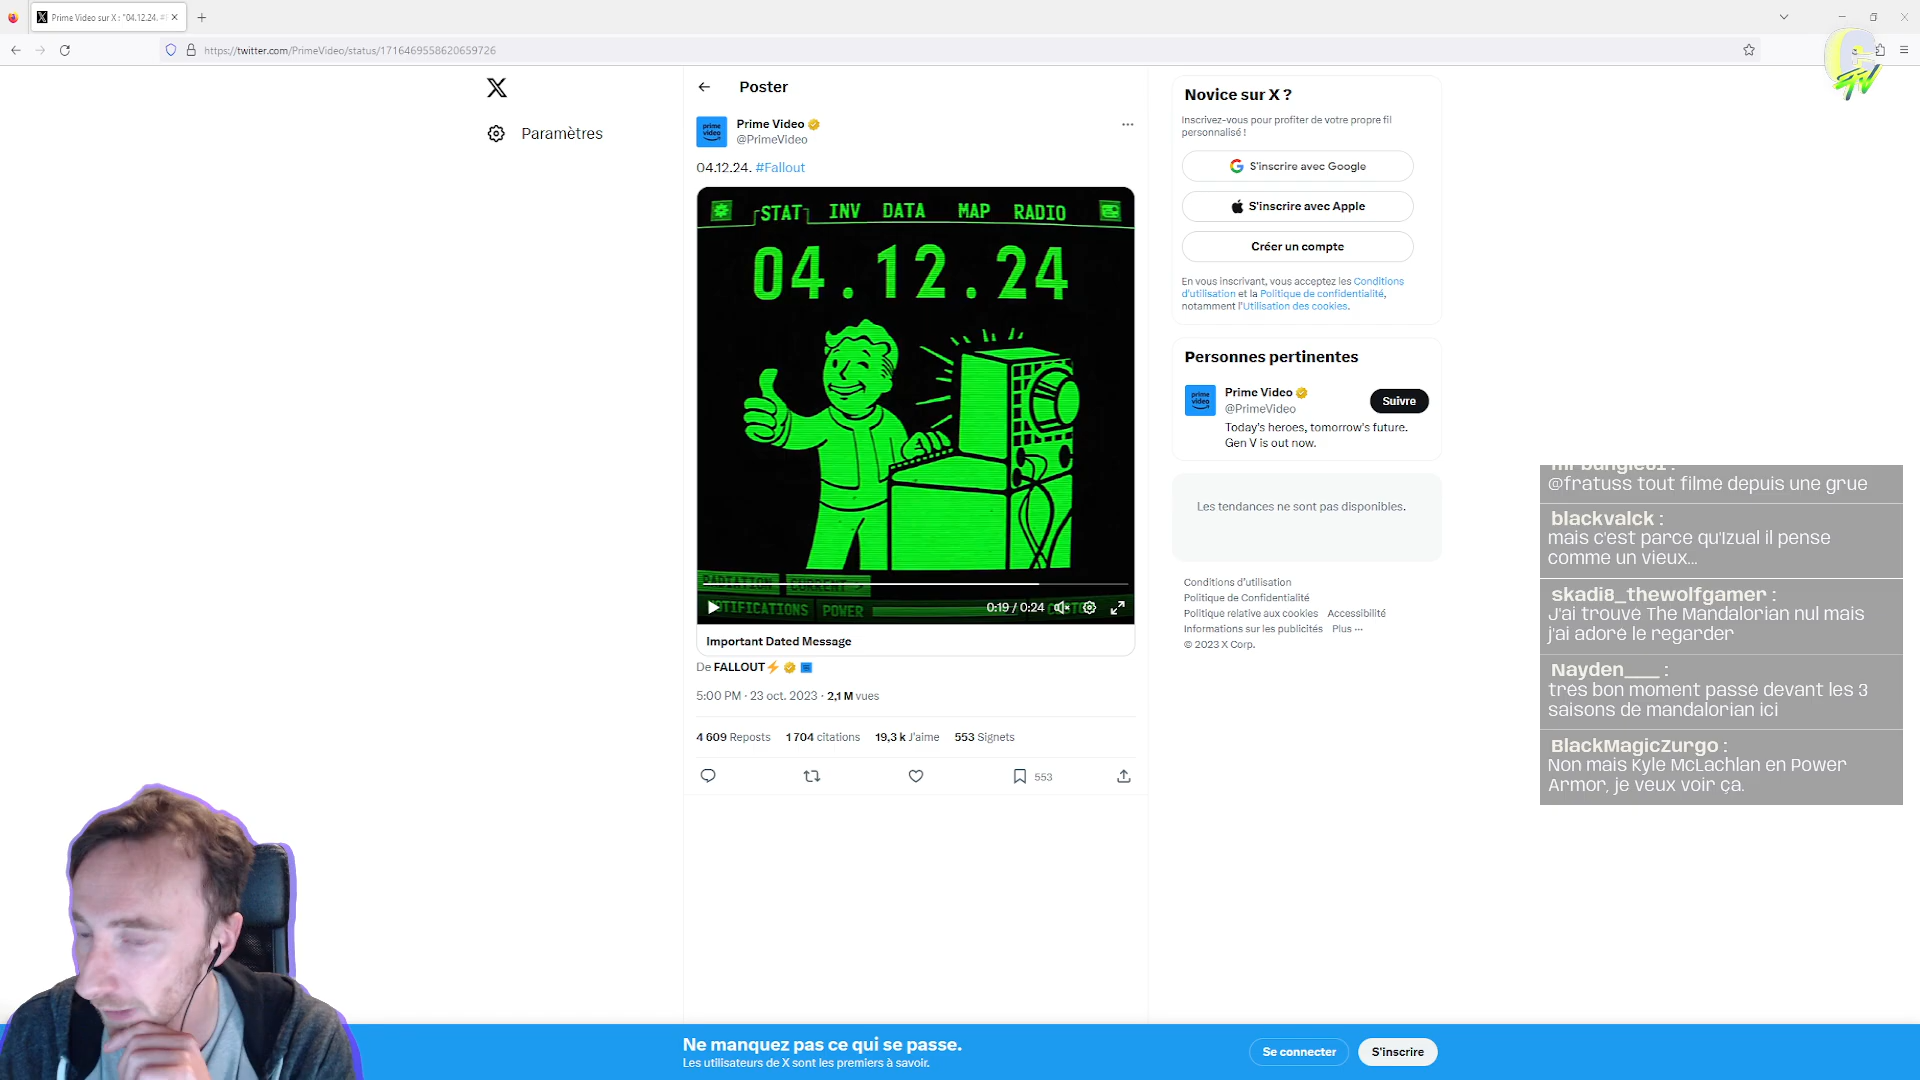 Prime Video sur X : "04.12.24. #
https://twitter.com/PrimeVideo/status/1716469558620659726
X
Paramètres
Poster
prime video
Prime Video
@PrimeVideo
04.12.24. #Fallout
STAT INV DATA MAP RADIO
04.12.24
RADIATION CURRENT >
NOTIFICATIONS POWER
0:19 / 0:24
Important Dated Message
De FALLOUT⚡
5:00 PM · 23 oct. 2023 · 2,1 M vues
4 609 Reposts 1 704 citations 19,3 k J'aime 553 Signets
553
Novice sur X ?
Inscrivez-vous pour profiter de votre propre fil
personnalisé !
S'inscrire avec Google
S'inscrire avec Apple
Créer un compte
En vous inscrivant, vous acceptez les Conditions
d'utilisation et la Politique de confidentialité,
notamment l'Utilisation des cookies.
Personnes pertinentes
prime video
Prime Video
@PrimeVideo
Suivre
Today's heroes, tomorrow's future.
Gen V is out now.
Les tendances ne sont pas disponibles.
Conditions d'utilisation
Politique de Confidentialité
Politique relative aux cookies Accessibilité
Informations sur les publicités Plus ···
© 2023 X Corp.
GTV
@fratuss tout filmé depuis une grue
blackvalck :
mais c'est parce qu'Izual il pense
comme un vieux...
skadi8_thewolfgamer :
J'ai trouvé The Mandalorian nul mais
j'ai adoré le regarder
Nayden___ :
très bon moment passé devant les 3
saisons de mandalorian ici
BlackMagicZurgo :
Non mais Kyle McLachlan en Power
Armor, je veux voir ça.
Ne manquez pas ce qui se passe.
Les utilisateurs de X sont les premiers à savoir.
Se connecter
S'inscrire